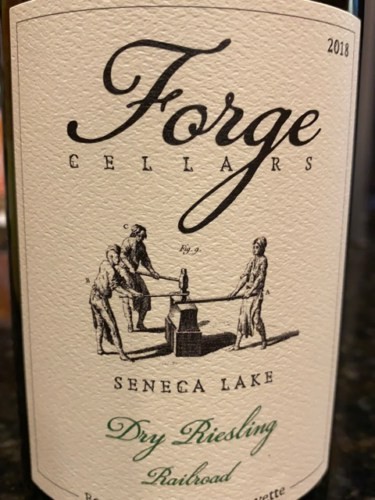 2018
Forge
CELLARS
C
Fig. 9.
B
A
SENECA LAKE
Dry Riesling
Railroad